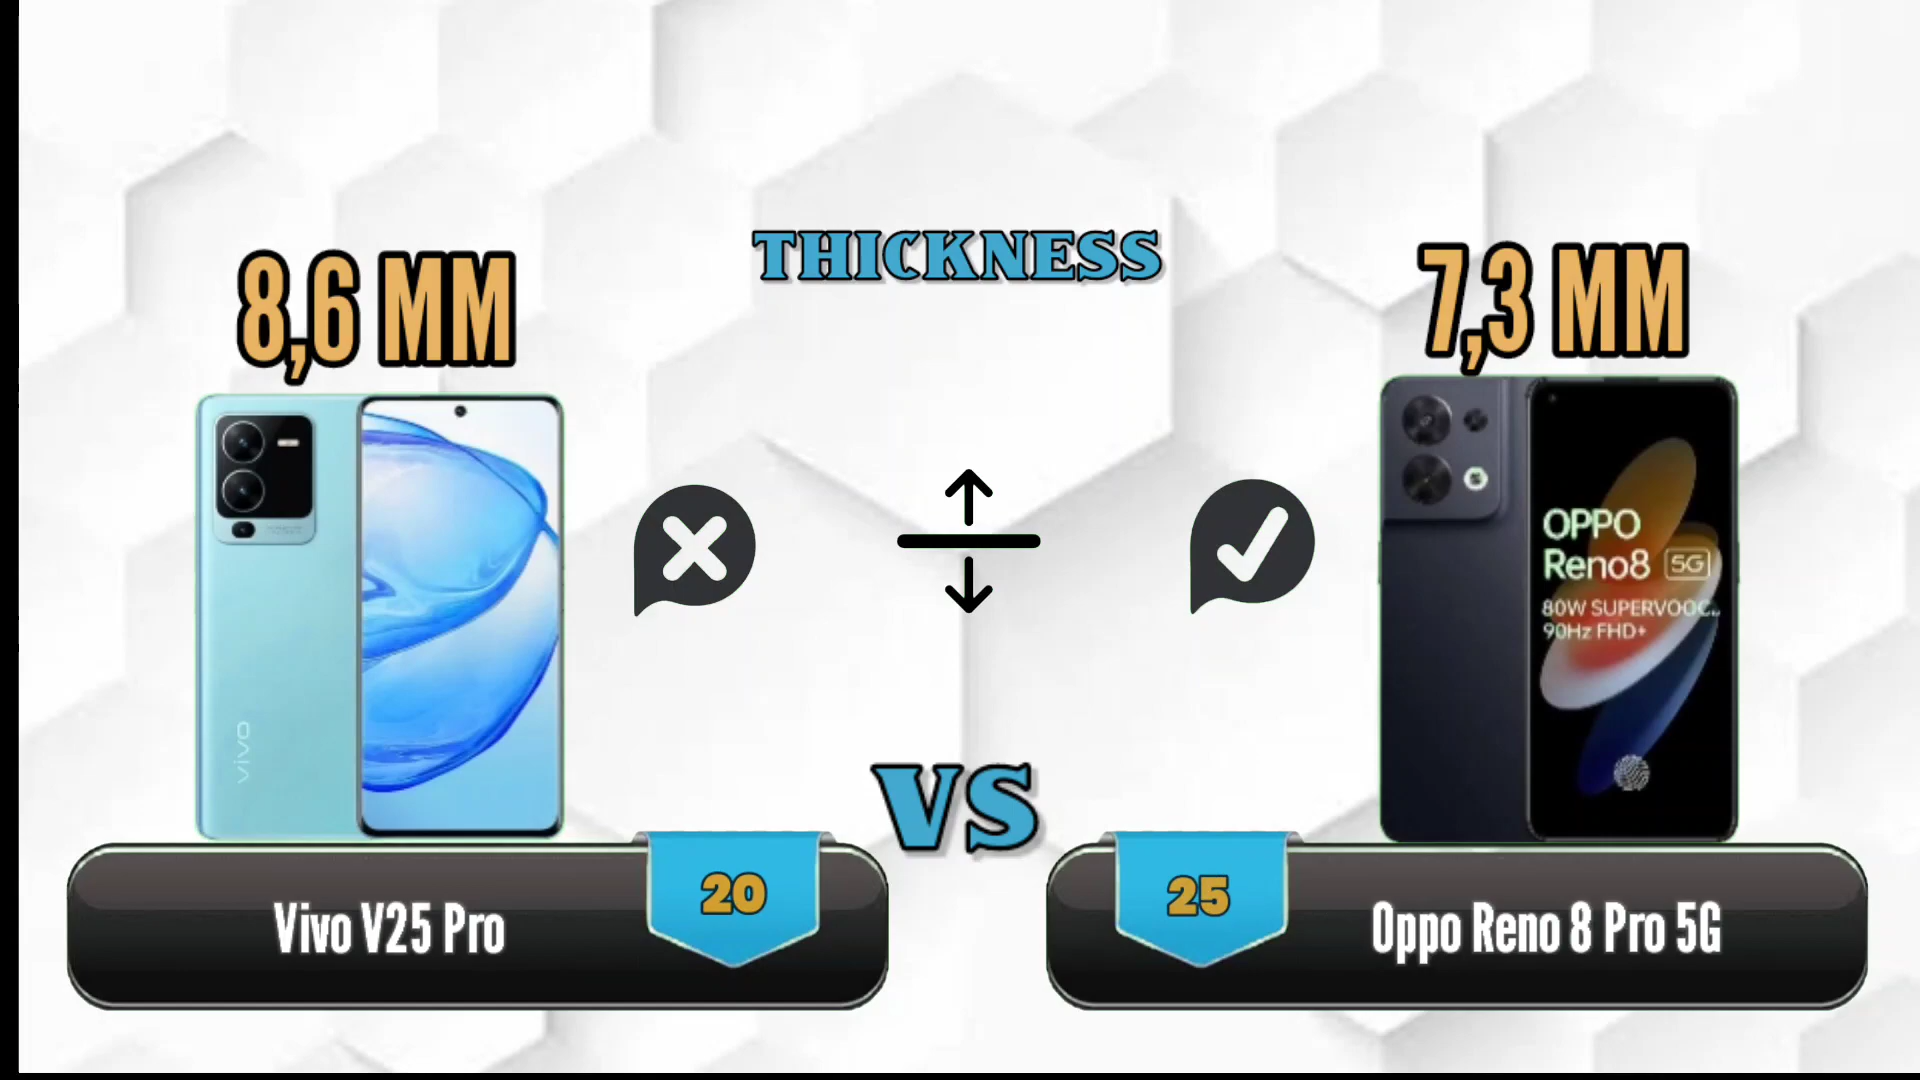 THICKNESS
8,6 MM
7,3 MM
vivo
OPPO
Reno8 5G
80W SUPERVOOC..
90Hz FHD+
VS
Vivo V25 Pro
20
25
Oppo Reno 8 Pro 5G